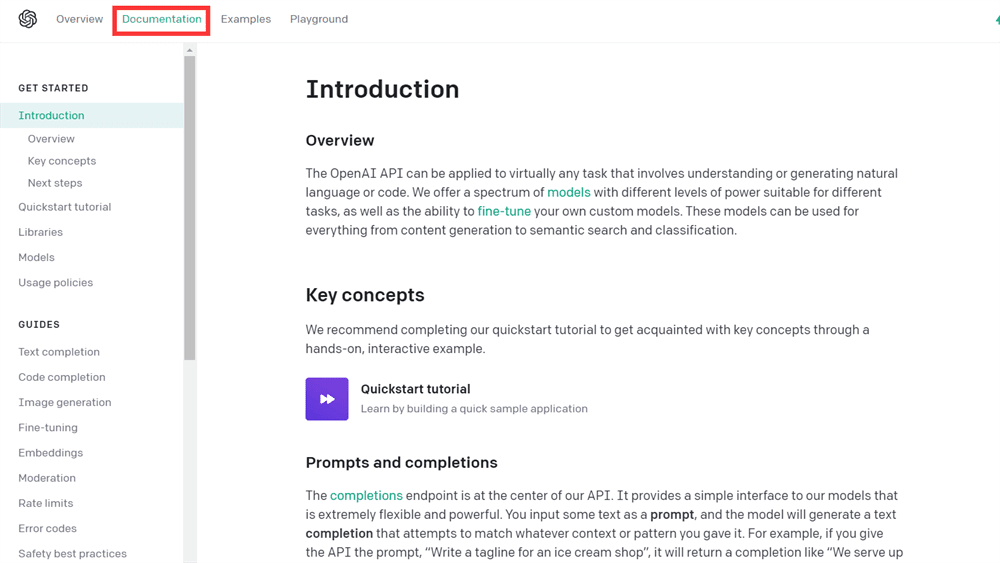 Overview Documentation Examples Playground
GET STARTED
Introduction
Overview
Key concepts
Next steps
Quickstart tutorial
Libraries
Models
Usage policies
GUIDES
Text completion
Code completion
Image generation
Fine-tuning
Embeddings
Moderation
Rate limits
Error codes
Safety best practices
Introduction
Overview
The OpenAI API can be applied to virtually any task that involves understanding or generating natural
language or code. We offer a spectrum of models with different levels of power suitable for different
tasks, as well as the ability to fine-tune your own custom models. These models can be used for
everything from content generation to semantic search and classification.
Key concepts
We recommend completing our quickstart tutorial to get acquainted with key concepts through a
hands-on, interactive example.
Quickstart tutorial
Learn by building a quick sample application
Prompts and completions
The completions endpoint is at the center of our API. It provides a simple interface to our models that
is extremely flexible and powerful. You input some text as a prompt, and the model will generate a text
completion that attempts to match whatever context or pattern you gave it. For example, if you give
the API the prompt, “Write a tagline for an ice cream shop”, it will return a completion like “We serve up